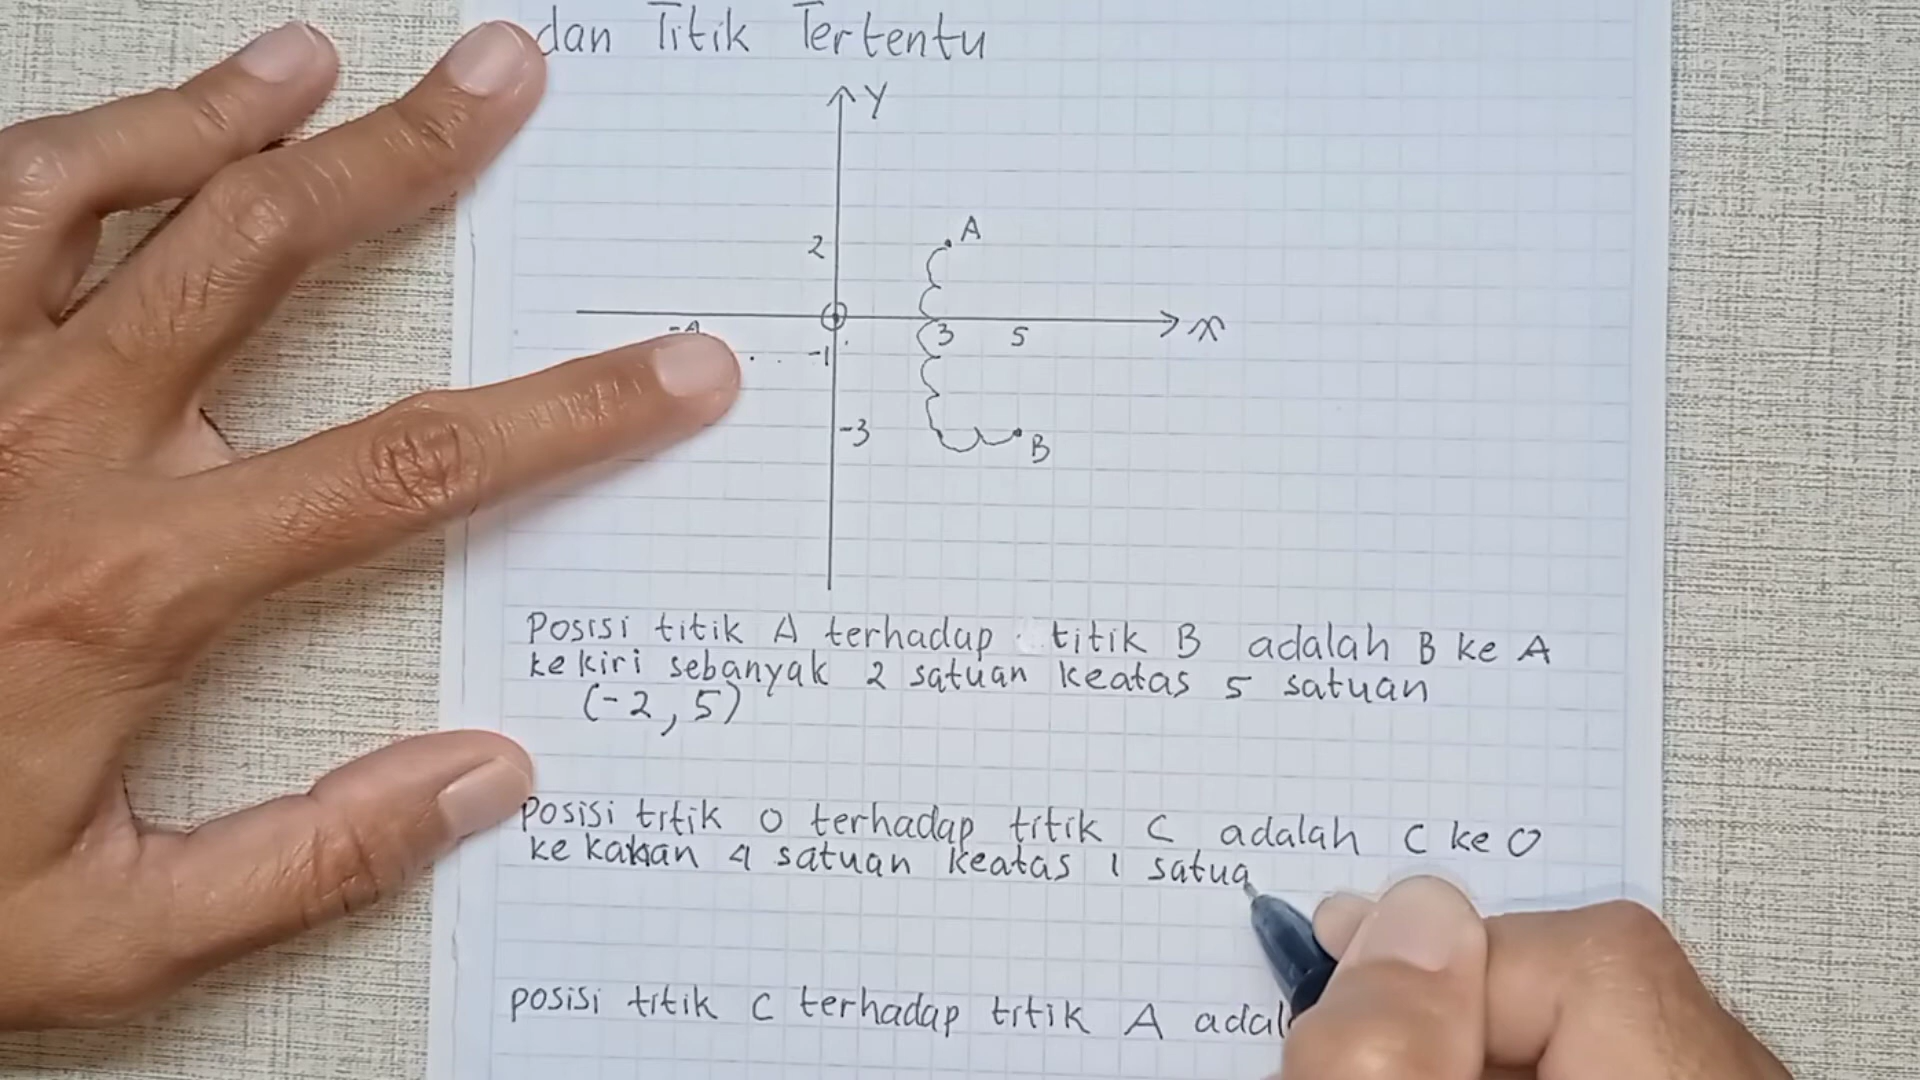 dan Titik Tertentu
Y
A
2
X
-4
3
5
-1
-3
B
Posisi titik A terhadap titik B adalah B ke A
ke kiri sebanyak 2 satuan keatas 5 satuan
(-2, 5)
posisi titik O terhadap titik C adalah C ke O
ke kanan 4 satuan keatas 1 satua
posisi titik C terhadap titik A adal